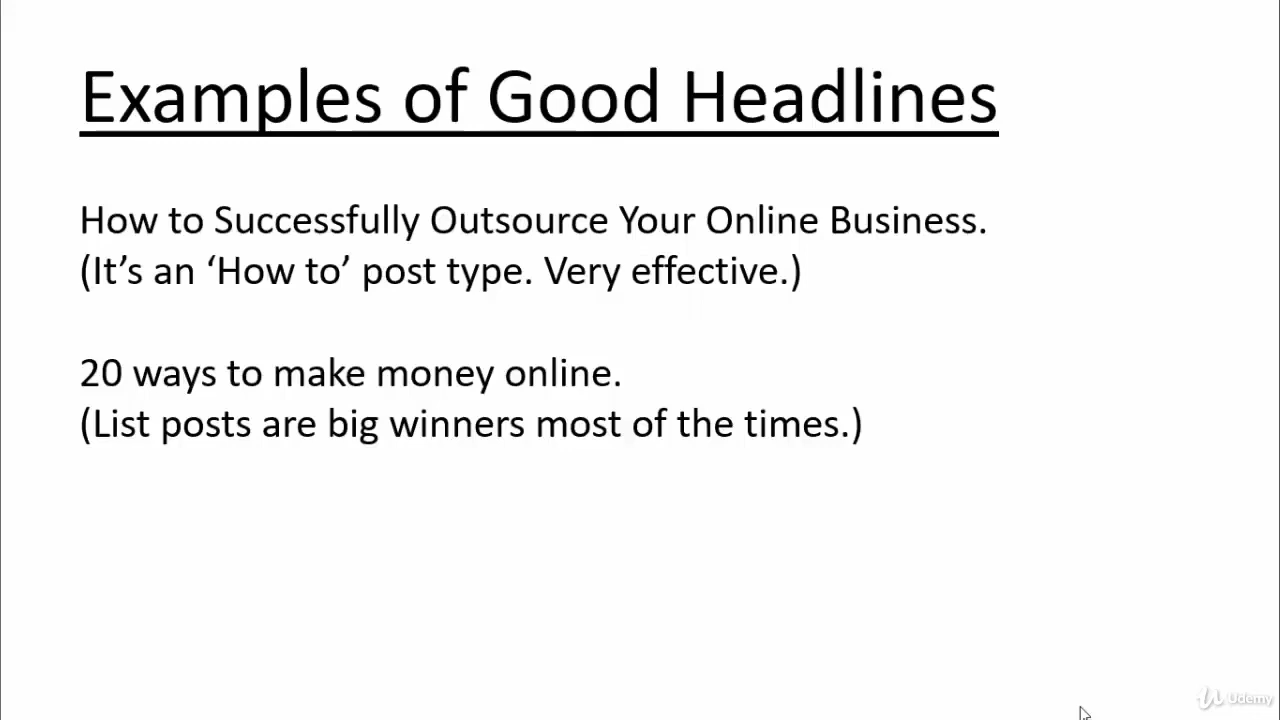 Examples of Good Headlines
How to Successfully Outsource Your Online Business.
(It’s an ‘How to’ post type. Very effective.)
20 ways to make money online.
(List posts are big winners most of the times.)
Udemy